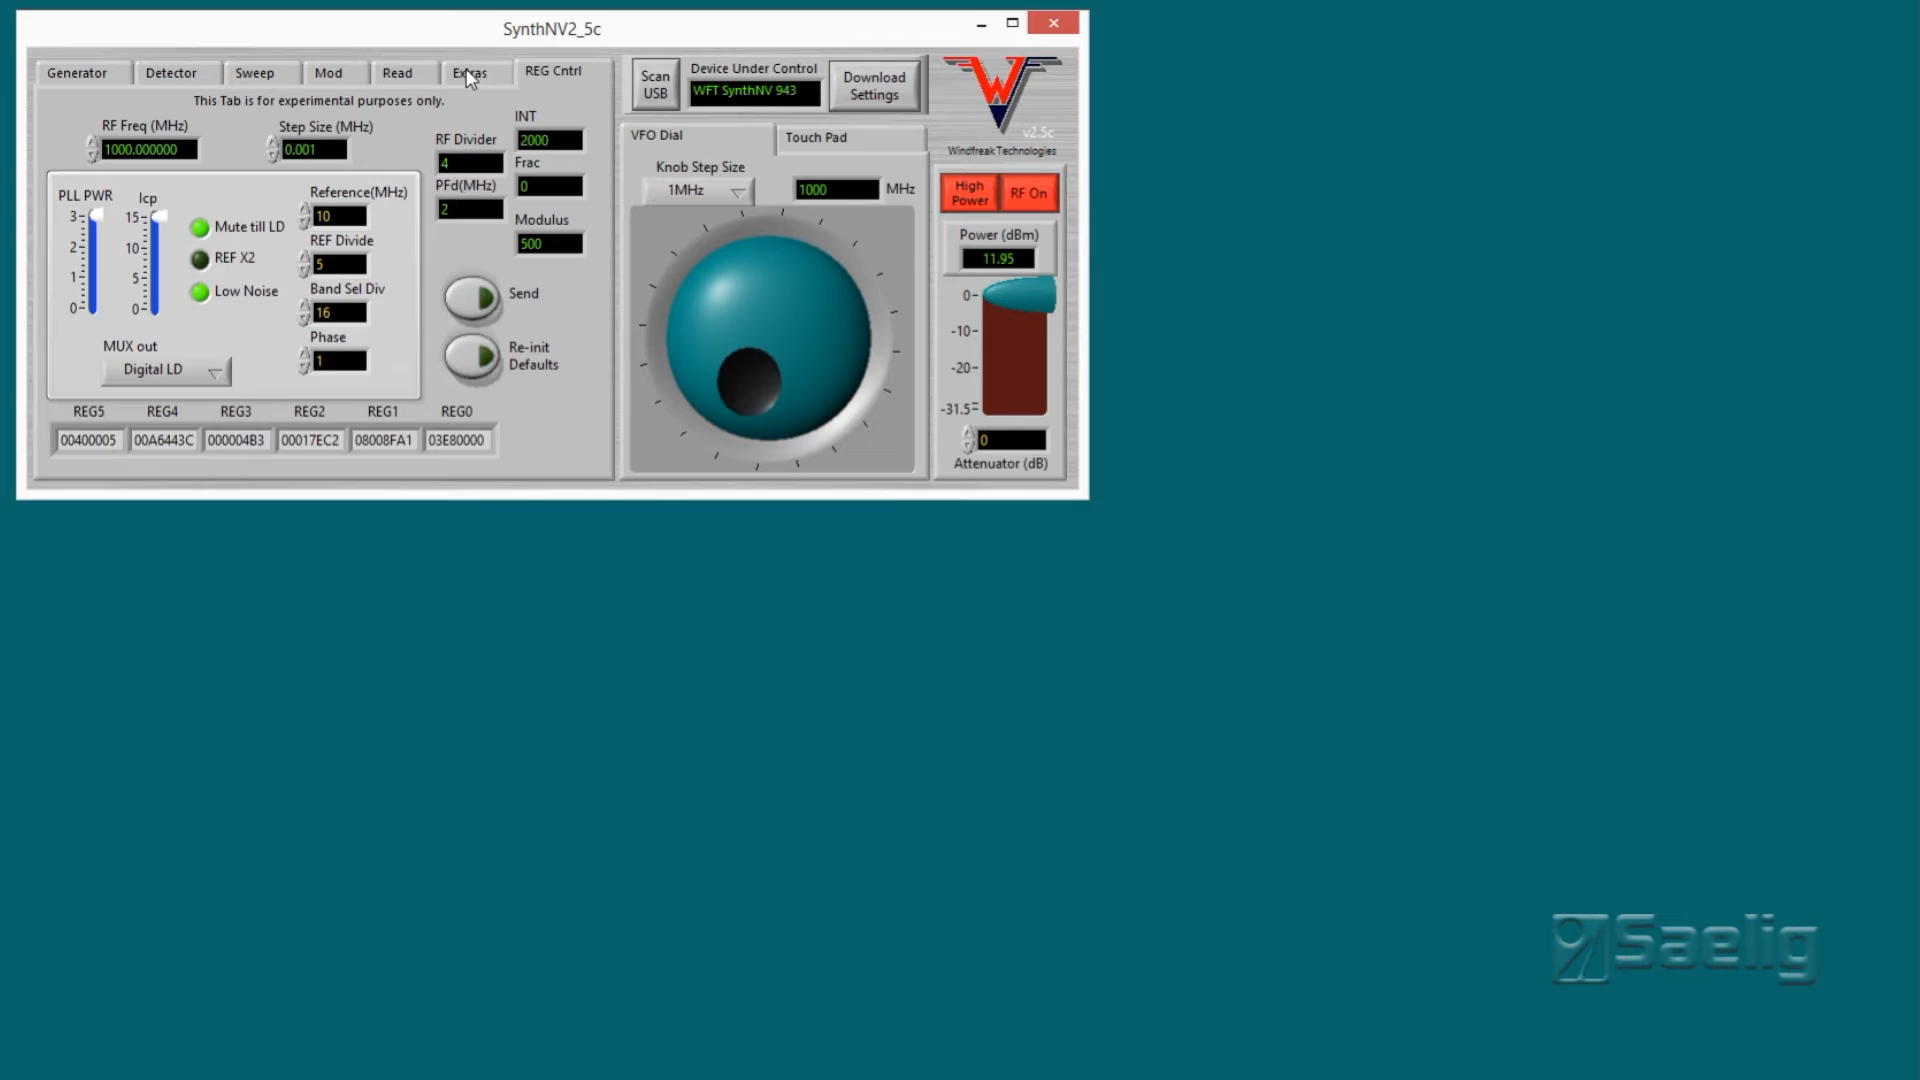 SynthNV2_5c
Generator
Detector
Sweep
Mod
Read
Extras
REG Cntrl
This Tab is for experimental purposes only.
RF Freq (MHz)
1000.000000
Step Size (MHz)
0.001
RF Divider
4
PFd(MHz)
2
INT
2000
Frac
0
Modulus
500
PLL PWR
3
2
1
0
Icp
15
10
5
0
Mute till LD
REF X2
Low Noise
MUX out
Digital LD
Reference(MHz)
10
REF Divide
5
Band Sel Div
16
Phase
1
Send
Re-init
Defaults
REG5 REG4 REG3 REG2 REG1 REG0
00400005 00A6443C 000004B3 00017EC2 08008FA1 03E80000
Scan
USB
Device Under Control
WFT SynthNV 943
Download
Settings
VFO Dial
Touch Pad
Knob Step Size
1MHz
1000 MHz
W
v2.5c
Windfreak Technologies
High
Power
RF On
Power (dBm)
11.95
0
-10
-20
-31.5
0
Attenuator (dB)
Saelig